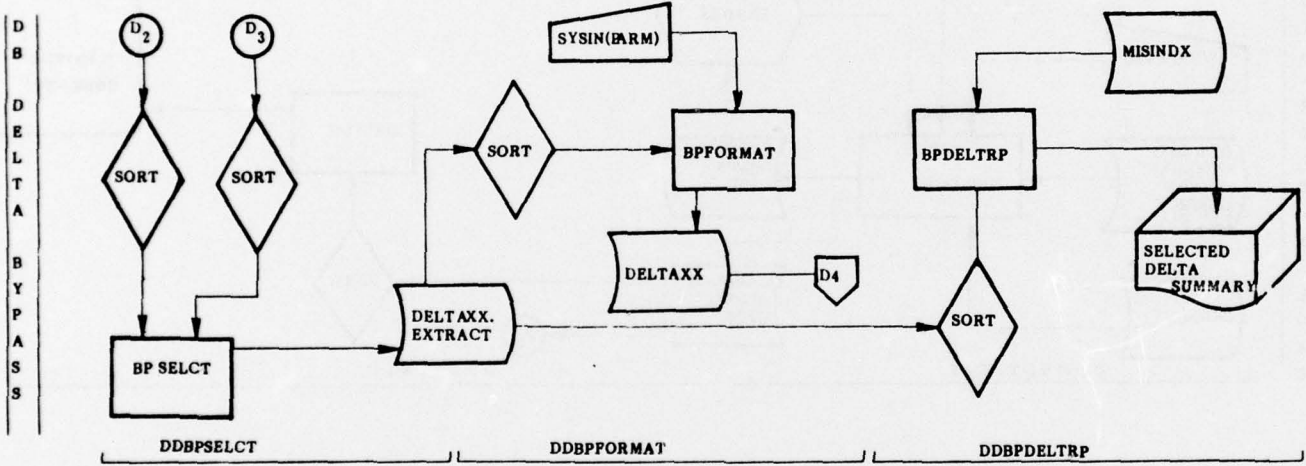 DB DELTA BYPASS
D2
D3
SORT
SORT
BP SELCT
DELTAXX.
EXTRACT
SORT
SYSIN(PARM)
BPFORMAT
DELTAXX
D4
MISINDX
BPDELTRP
SORT
SELECTED
DELTA
SUMMARY
DDBPSELCT
DDBPFORMAT
DDBPDELTRP